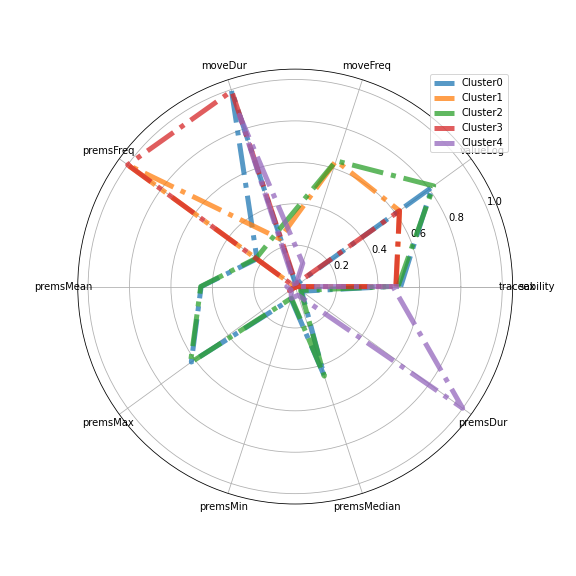 moveDur
moveFreq
Cluster0
Cluster1
Cluster2
Cluster3
Cluster4
premsFreq
1.0
0.8
0.6
0.4
0.2
premsMean
premsMax
premsDur
premsMin
premsMedian